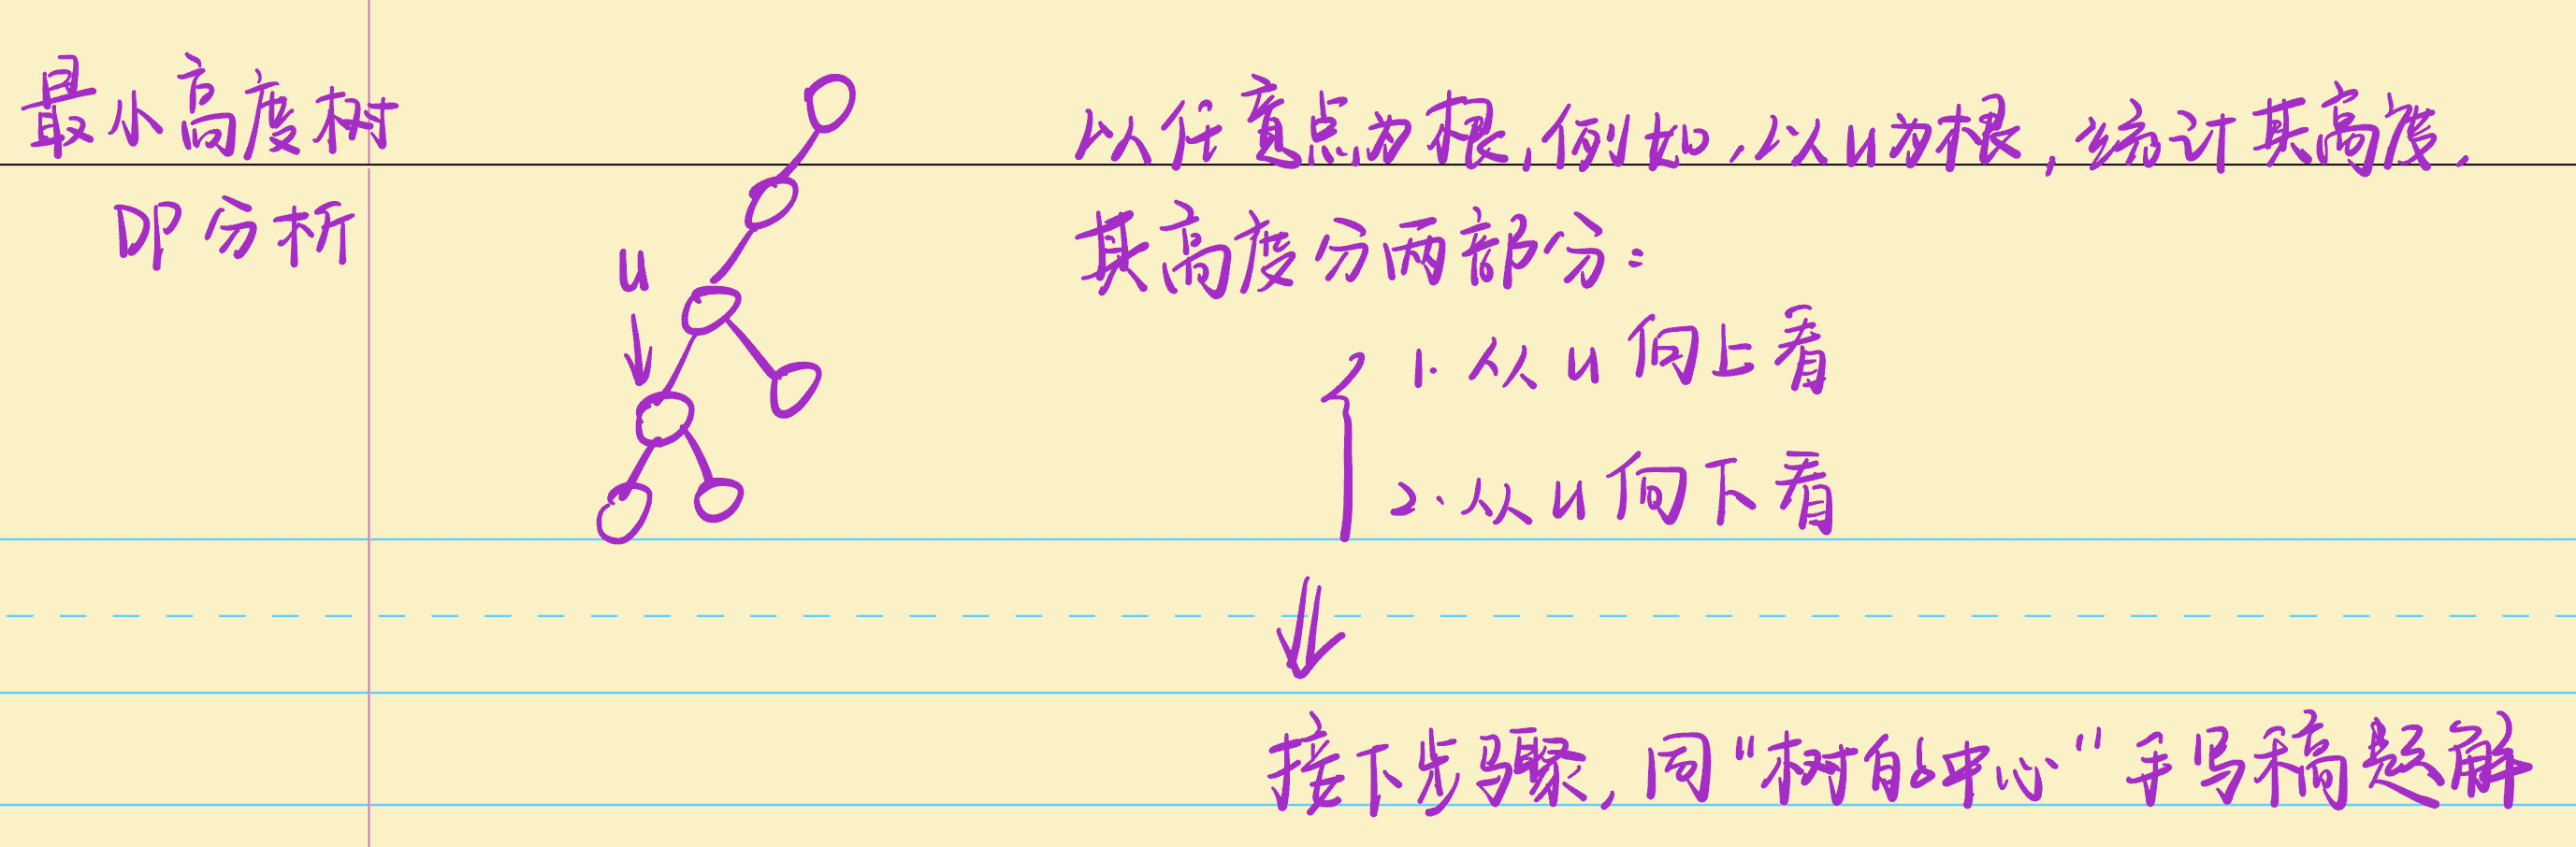 最小高度树
DP分析
u
以任意点为根,例如,以u为根,统计其高度,
其高度分两部分:
1. 从u向上看
2. 从u向下看
接下步骤,同"树的中心"手写稿题解